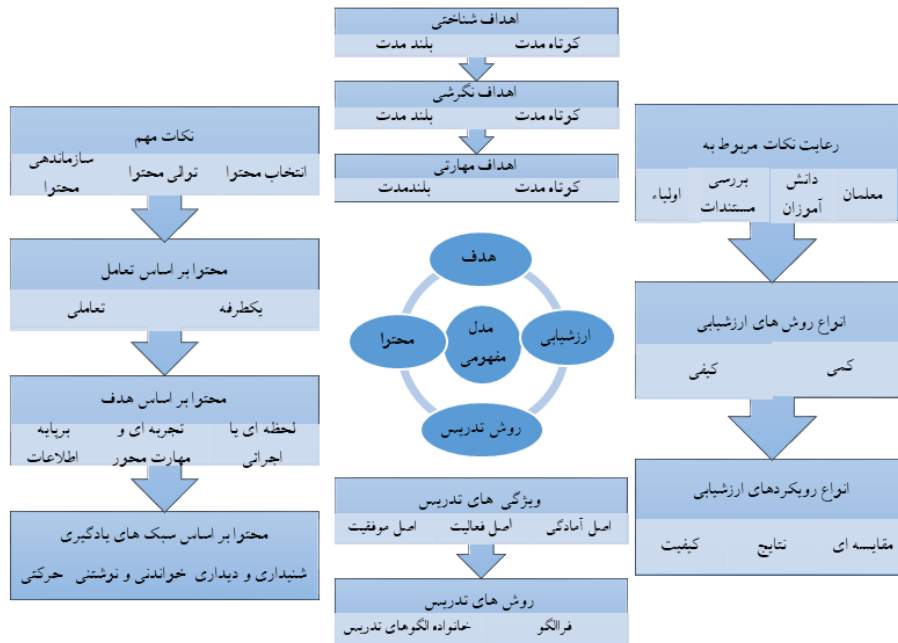 اهداف شناختی
کوتاه مدت بلند مدت
اهداف نگرشی
کوتاه مدت بلند مدت
اهداف مهارتی
کوتاه مدت بلندمدت
رعایت نکات مربوط به
معلمان دانش آموزان بررسی مستندات اولیاء
انواع روش های ارزشیابی
کمی کیفی
انواع رویکردهای ارزشیابی
مقایسه ای نتایج کیفیت
هدف
ارزشیابی
مدل
مفهومی
محتوا
روش تدریس
ویژگی های تدریس
اصل آمادگی اصل فعالیت اصل موفقیت
روش های تدریس
فرالگو خانواده الگوهای تدریس
نکات مهم
انتخاب محتوا توالی محتوا سازماندهی محتوا
محتوا بر اساس تعامل
یکطرفه تعاملی
محتوا بر اساس هدف
لحظه ای یا اجرائی تجربه ای و مهارت محور برپایه اطلاعات
محتوا بر اساس سبک های یادگیری
شنیداری و دیداری خواندنی و نوشتنی حرکتی